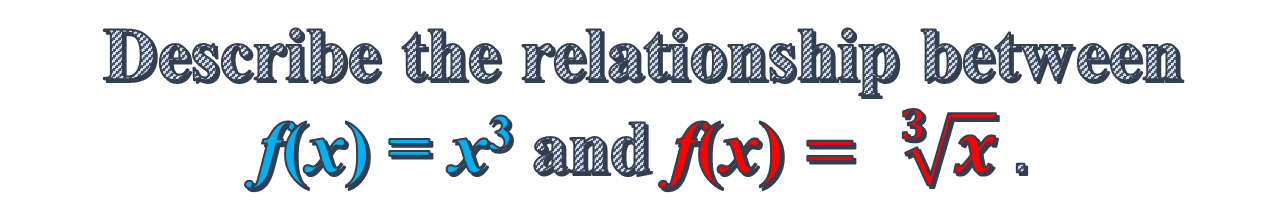 Describe the relationship between
f(x) = x³ and f(x) = ∛x .